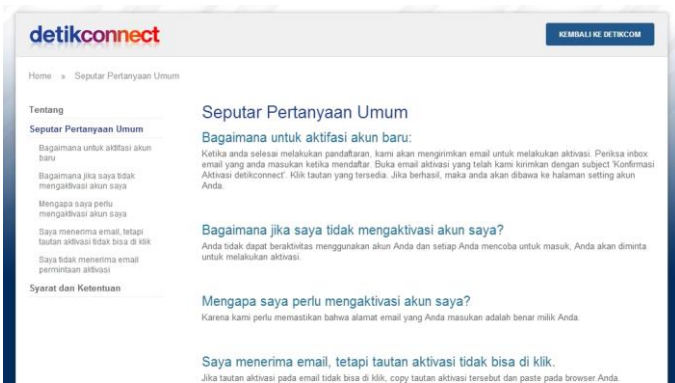 detikconnect
KEMBALI KE DETIKCOM
Home » Seputar Pertanyaan Umum
Tentang
Seputar Pertanyaan Umum
Bagaimana untuk aktifasi akun
baru
Bagaimana jika saya tidak
mengaktivasi akun saya
Mengapa saya perlu
mengaktivasi akun saya
Saya menerima email, tetapi
tautan aktivasi tidak bisa di klik
Saya tidak menerima email
permintaan aktivasi
Syarat dan Ketentuan
Seputar Pertanyaan Umum
Bagaimana untuk aktifasi akun baru:
Ketika anda selesai melakukan pandaftaran, kami akan mengirimkan email untuk melakukan aktivasi. Periksa inbox
email yang anda masukan ketika mendaftar. Buka email aktivasi yang telah kami kirimkan dengan subject 'Konfirmasi
Aktivasi detikconnect'. Klik tautan yang tersedia. Jika berhasil, maka anda akan dibawa ke halaman setting akun
Anda.
Bagaimana jika saya tidak mengaktivasi akun saya?
Anda tidak dapat beraktivitas menggunakan akun Anda dan setiap Anda mencoba untuk masuk, Anda akan diminta
untuk melakukan aktivasi.
Mengapa saya perlu mengaktivasi akun saya?
Karena kami perlu memastikan bahwa alamat email yang Anda masukan adalah benar milik Anda.
Saya menerima email, tetapi tautan aktivasi tidak bisa di klik.
Jika tautan aktivasi pada email tidak bisa di klik, copy tautan aktivasi tersebut dan paste pada browser Anda.